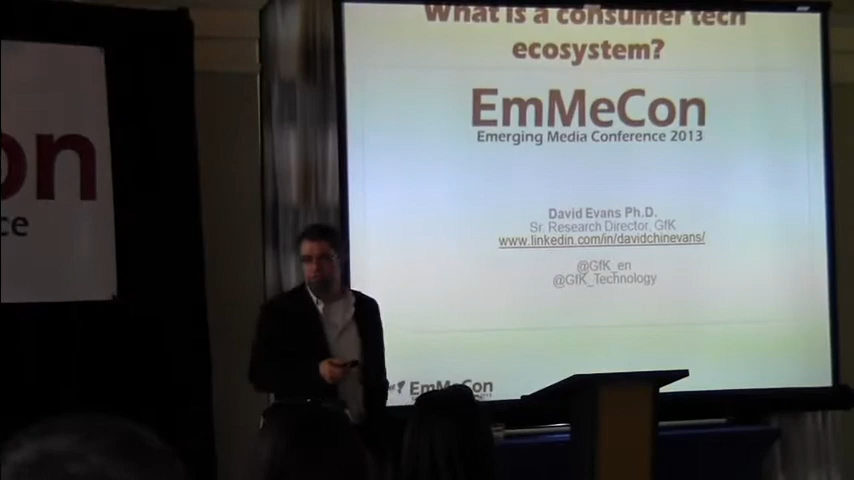 What is a consumer tech
ecosystem?
EmMeCon
Emerging Media Conference 2013
David Evans Ph.D.
Sr. Research Director, GfK
www.linkedin.com/in/davidchinevans/
@GfK_en
@GfK_Technology
EmMeCon
on
ce